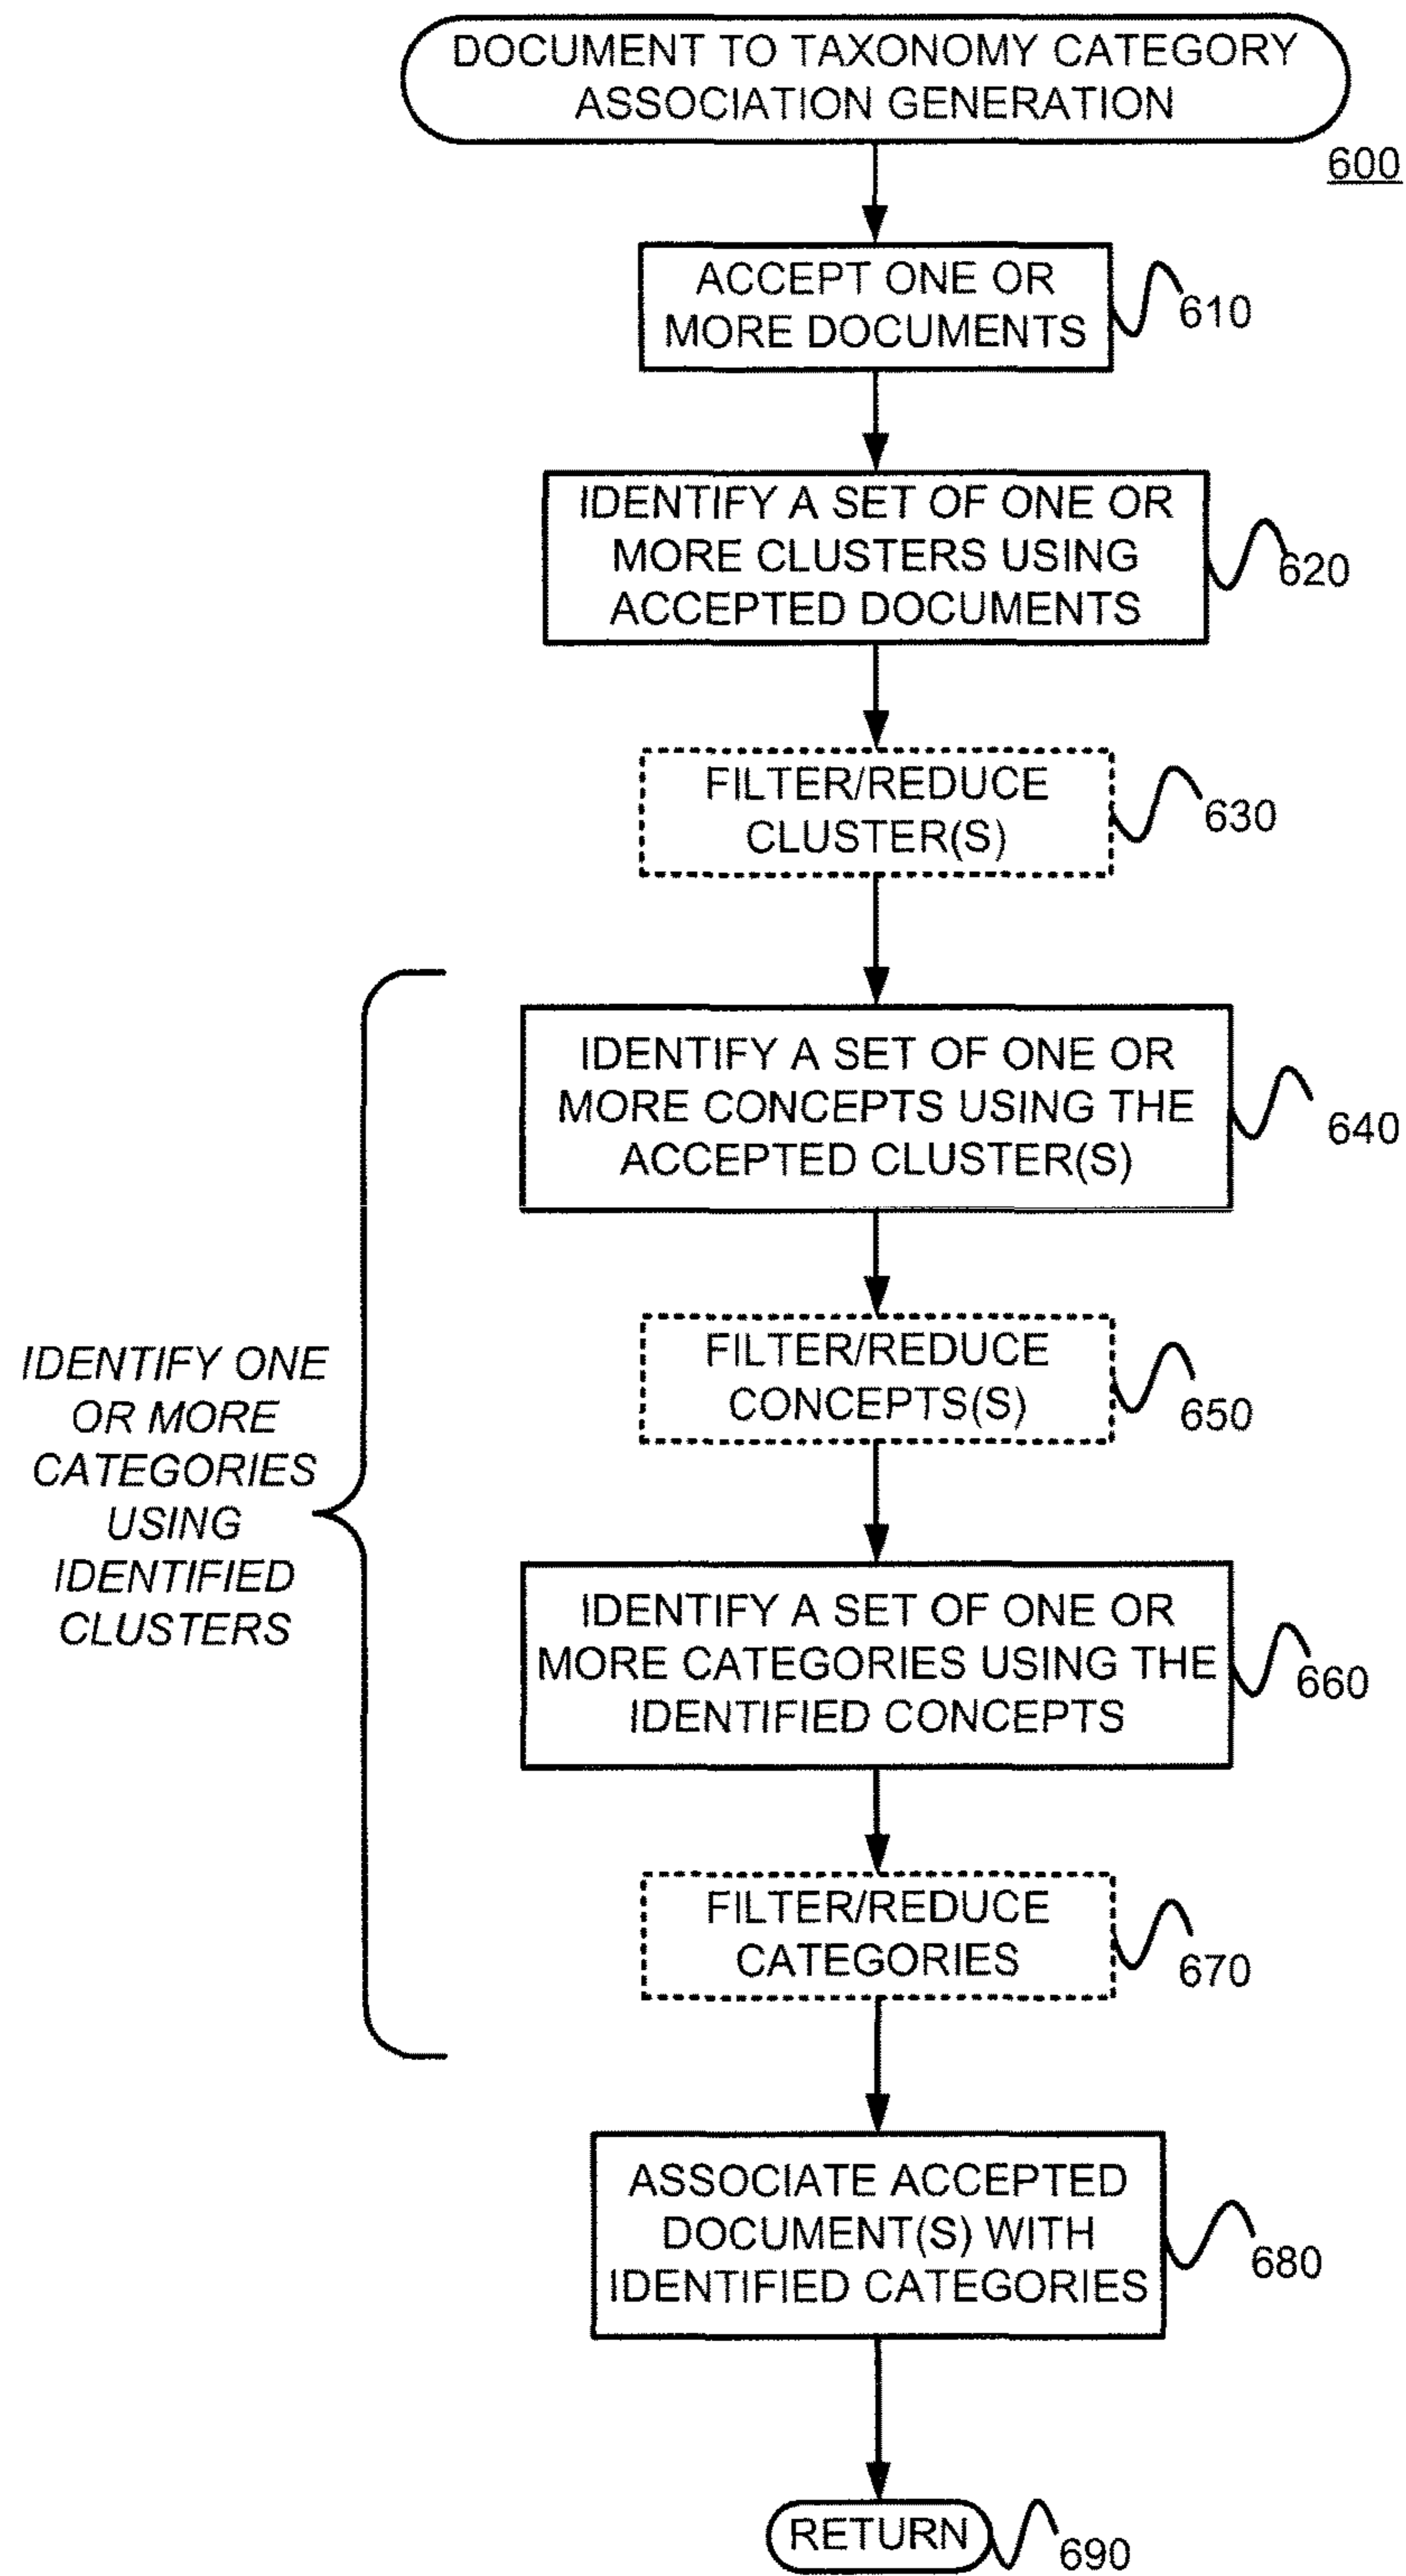 DOCUMENT TO TAXONOMY CATEGORY
ASSOCIATION GENERATION
600
ACCEPT ONE OR
MORE DOCUMENTS
610
IDENTIFY A SET OF ONE OR
MORE CLUSTERS USING
ACCEPTED DOCUMENTS
620
FILTER/REDUCE
CLUSTER(S)
630
IDENTIFY ONE
OR MORE
CATEGORIES
USING
IDENTIFIED
CLUSTERS
IDENTIFY A SET OF ONE OR
MORE CONCEPTS USING THE
ACCEPTED CLUSTER(S)
640
FILTER/REDUCE
CONCEPTS(S)
650
IDENTIFY A SET OF ONE OR
MORE CATEGORIES USING THE
IDENTIFIED CONCEPTS
660
FILTER/REDUCE
CATEGORIES
670
ASSOCIATE ACCEPTED
DOCUMENT(S) WITH
IDENTIFIED CATEGORIES
680
RETURN
690